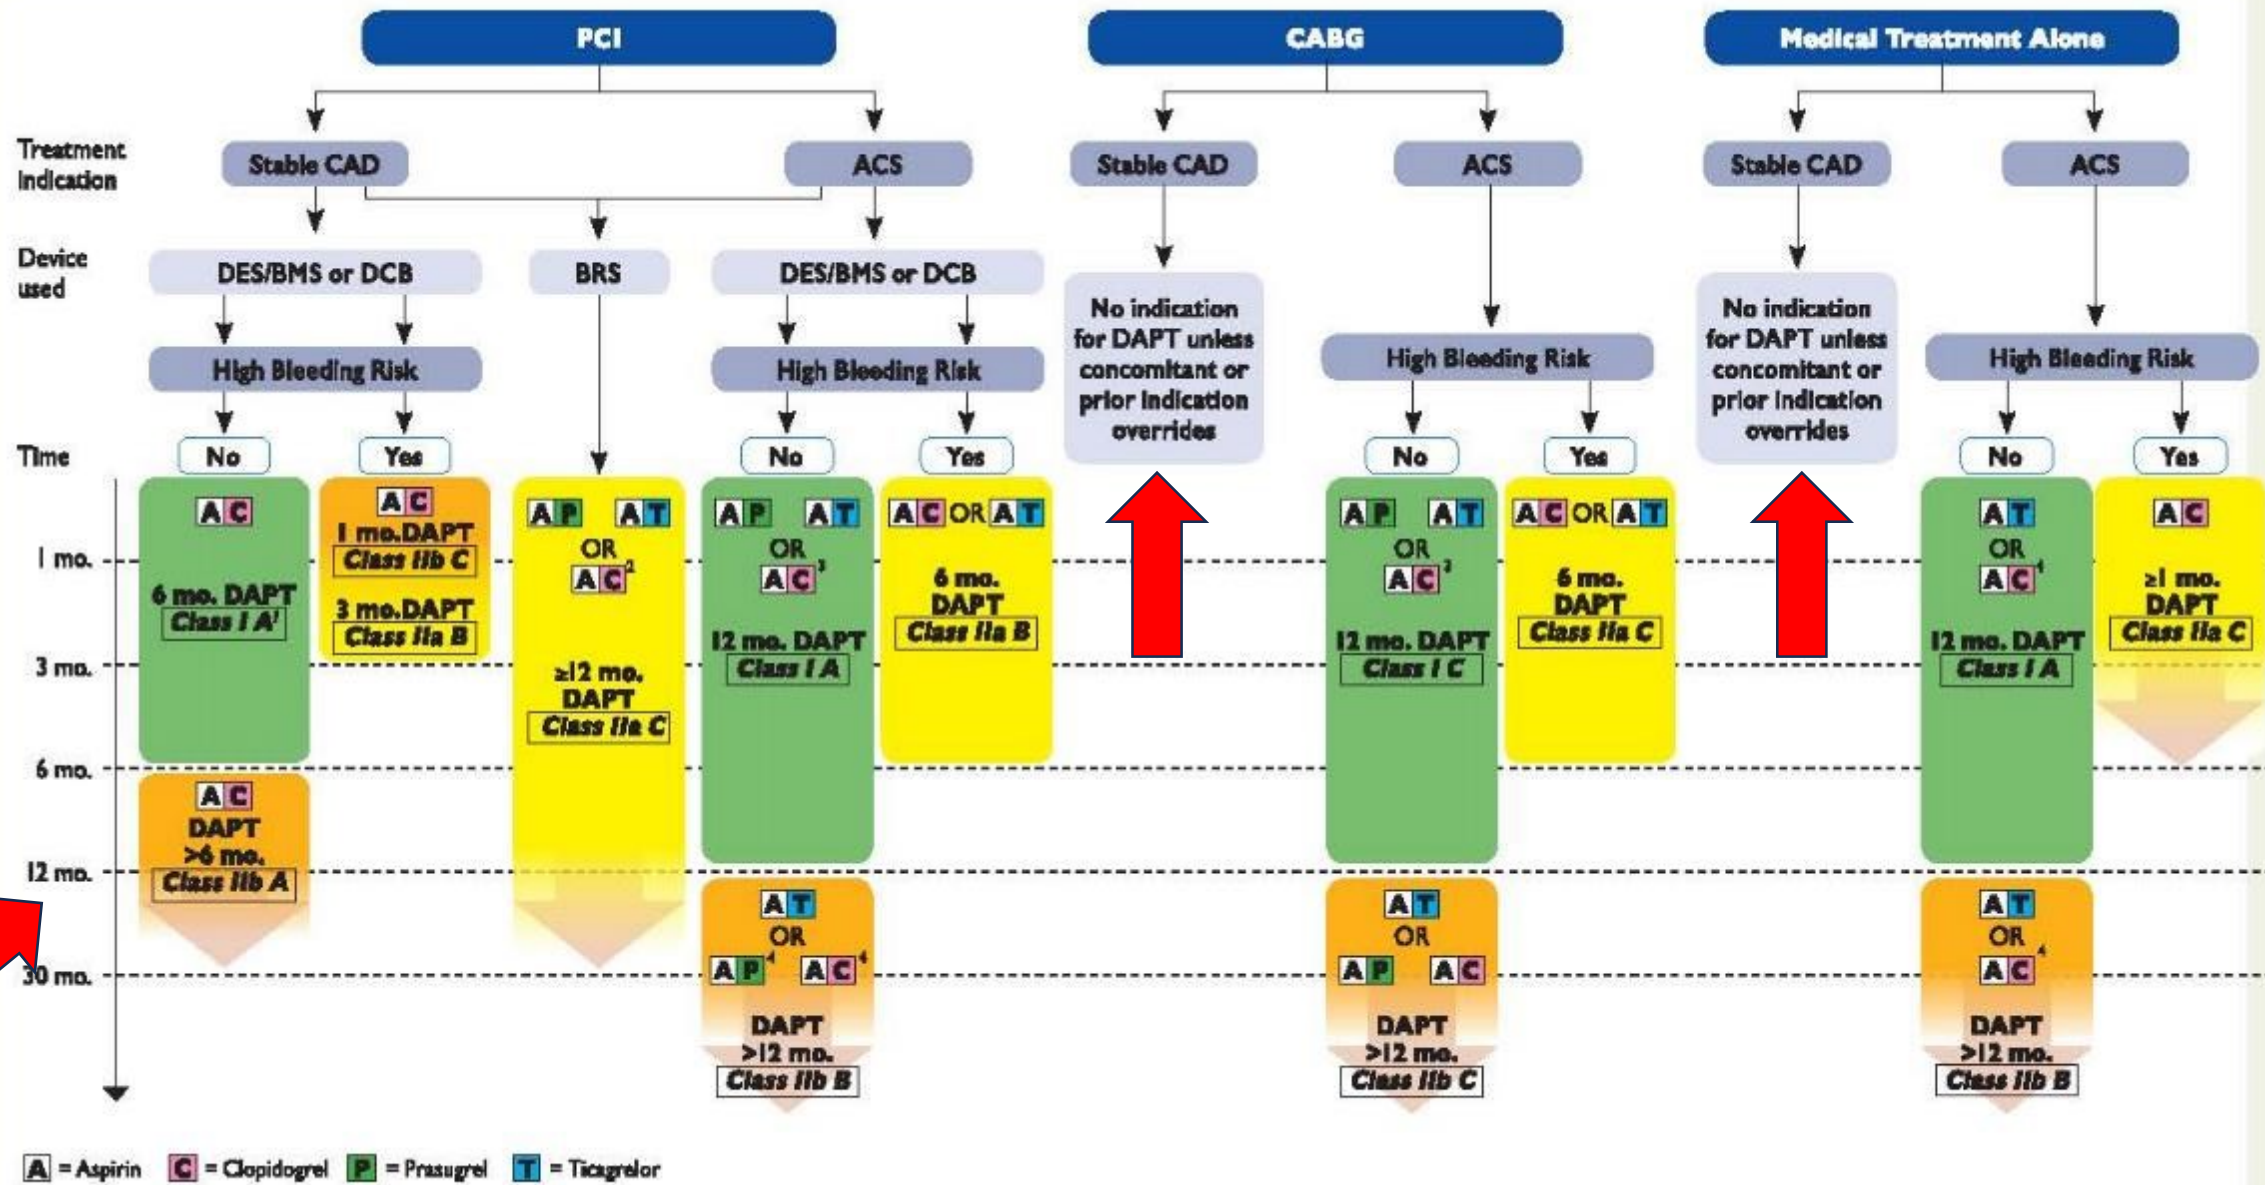 PCI
CABG
Medical Treatment Alone
Treatment
indication
Stable CAD
ACS
Stable CAD
ACS
Stable CAD
ACS
Device
used
DES/BMS or DCB
BRS
DES/BMS or DCB
No indication
for DAPT unless
concomitant or
prior indication
overrides
No indication
for DAPT unless
concomitant or
prior indication
overrides
High Bleeding Risk
High Bleeding Risk
High Bleeding Risk
High Bleeding Risk
Time
No
Yes
No
Yes
No
Yes
No
Yes
1 mo.
3 mo.
6 mo.
12 mo.
30 mo.
A C
6 mo. DAPT
Class I A¹
A C
DAPT
>6 mo.
Class IIb A
A C
1 mo.DAPT
Class IIb C
3 mo.DAPT
Class IIa B
A P A T
OR
A C²
≥12 mo.
DAPT
Class IIa C
A P A T
OR
A C³
12 mo. DAPT
Class I A
A T
OR
A P⁴ A C⁴
DAPT
>12 mo.
Class IIb B
A C OR A T
6 mo.
DAPT
Class IIa B
A P A T
OR
A C
12 mo. DAPT
Class I C
A T
OR
A P A C
DAPT
>12 mo.
Class IIb C
A C OR A T
6 mo.
DAPT
Class IIa C
A T
OR
A C
12 mo. DAPT
Class I A
A T
OR
A C⁴
DAPT
>12 mo.
Class IIb B
A C
≥1 mo.
DAPT
Class IIa C
A = Aspirin C = Clopidogrel P = Prasugrel T = Ticagrelor